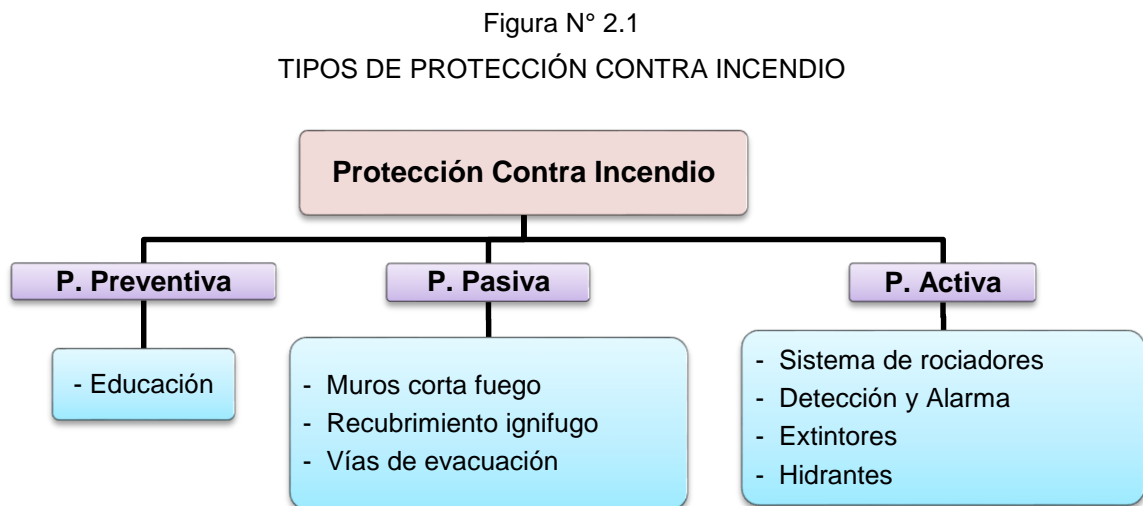 Figura N° 2.1
TIPOS DE PROTECCIÓN CONTRA INCENDIO
Protección Contra Incendio
P. Preventiva
- Educación
P. Pasiva
- Muros corta fuego
- Recubrimiento ignifugo
- Vías de evacuación
P. Activa
- Sistema de rociadores
- Detección y Alarma
- Extintores
- Hidrantes